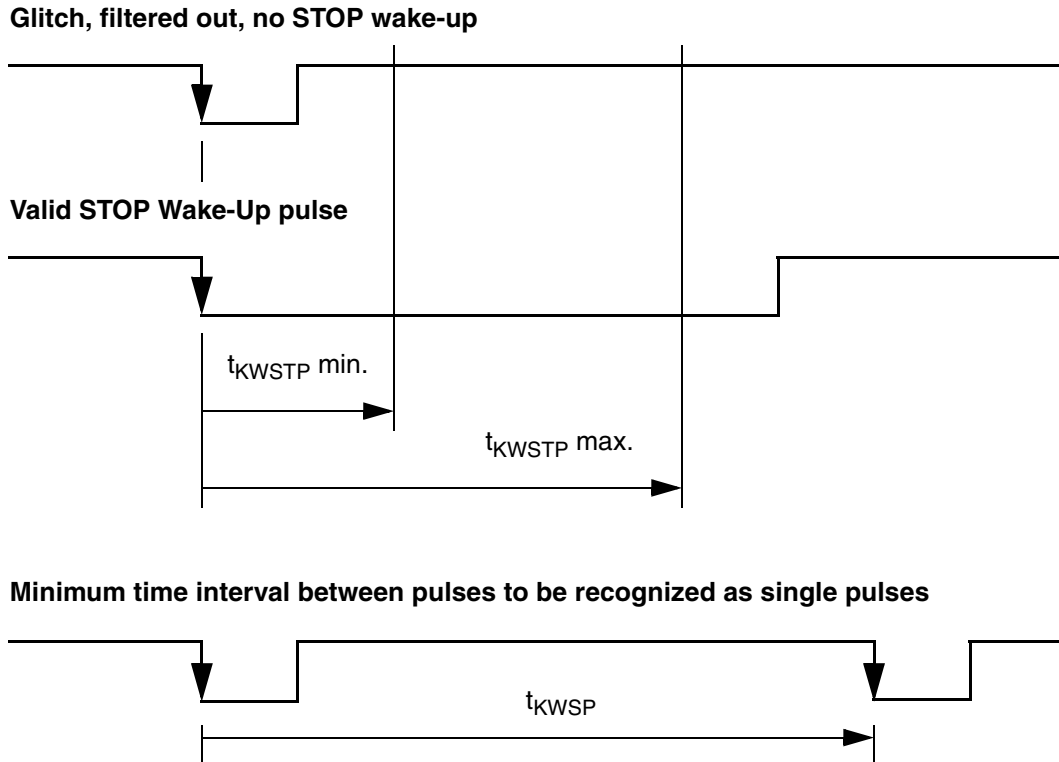 Glitch, filtered out, no STOP wake-up
Valid STOP Wake-Up pulse
tKWSTP min.
tKWSTP max.
Minimum time interval between pulses to be recognized as single pulses
tKWSP